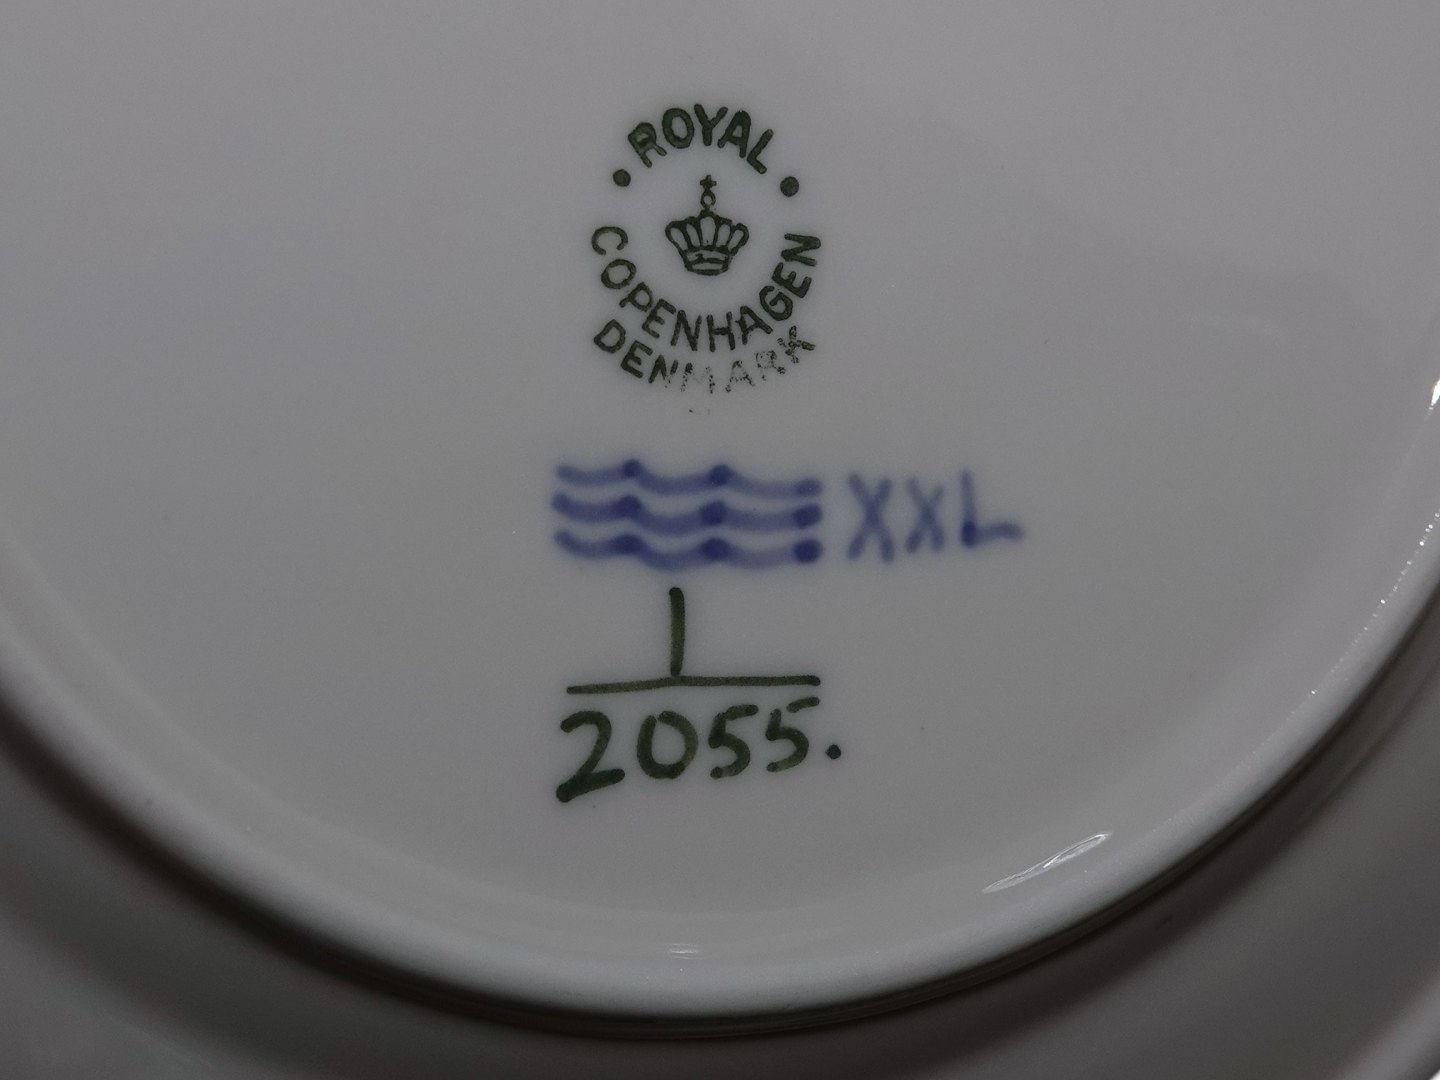 ROYAL
COPENHAGEN
DENMARK
XXL
1
2055.